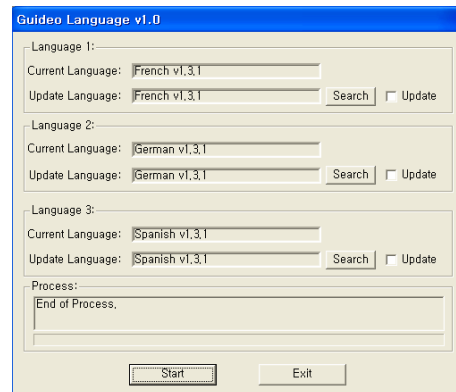 Guideo Language v1.0
Language 1:
Current Language: French v1.3.1
Update Language: French v1.3.1 Search Update
Language 2:
Current Language: German v1.3.1
Update Language: German v1.3.1 Search Update
Language 3:
Current Language: Spanish v1.3.1
Update Language: Spanish v1.3.1 Search Update
Process:
End of Process.
Start Exit